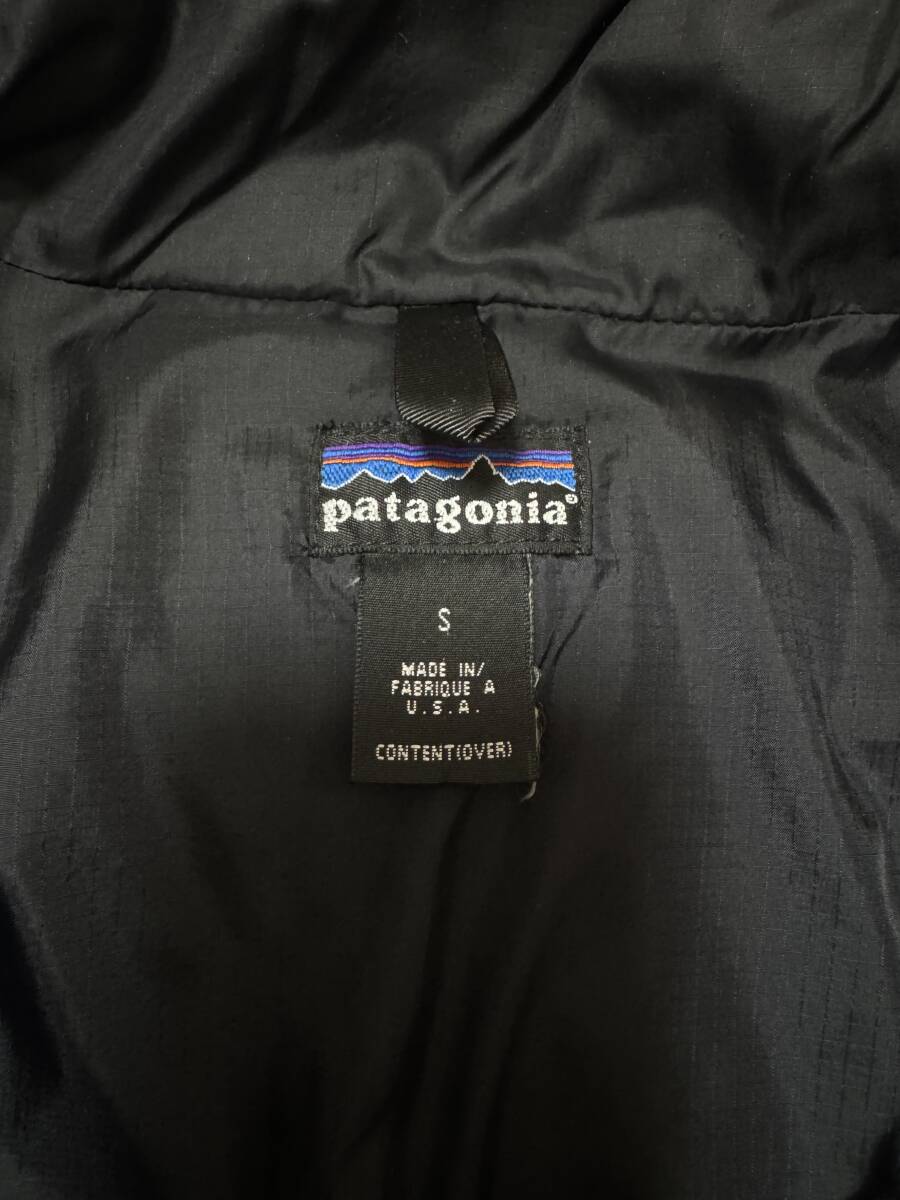 patagonia®
S
MADE IN/
FABRIQUE A
U.S.A.
CONTENT(OVER)